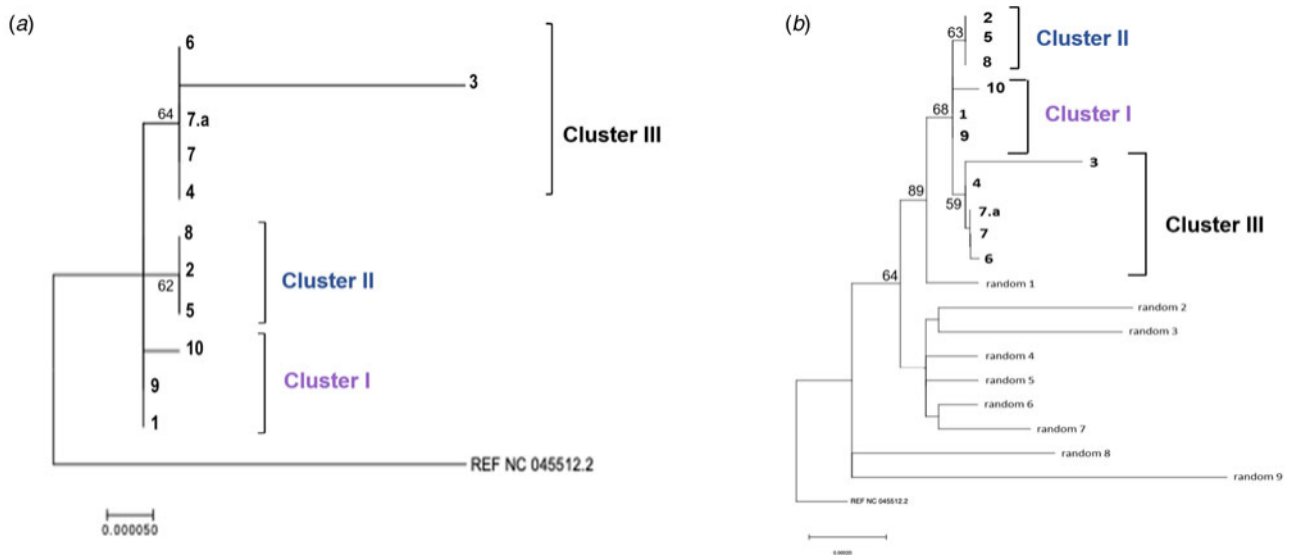 (a)
6
3
64
7.a
7
4
Cluster III
8
2
62
5
Cluster II
10
9
1
Cluster I
REF NC 045512.2
0.000050
(b)
2
63
5
8
Cluster II
10
68
1
9
Cluster I
3
89
4
59
7.a
7
6
Cluster III
64
random 1
random 2
random 3
random 4
random 5
random 6
random 7
random 8
random 9
REF NC 045512.2